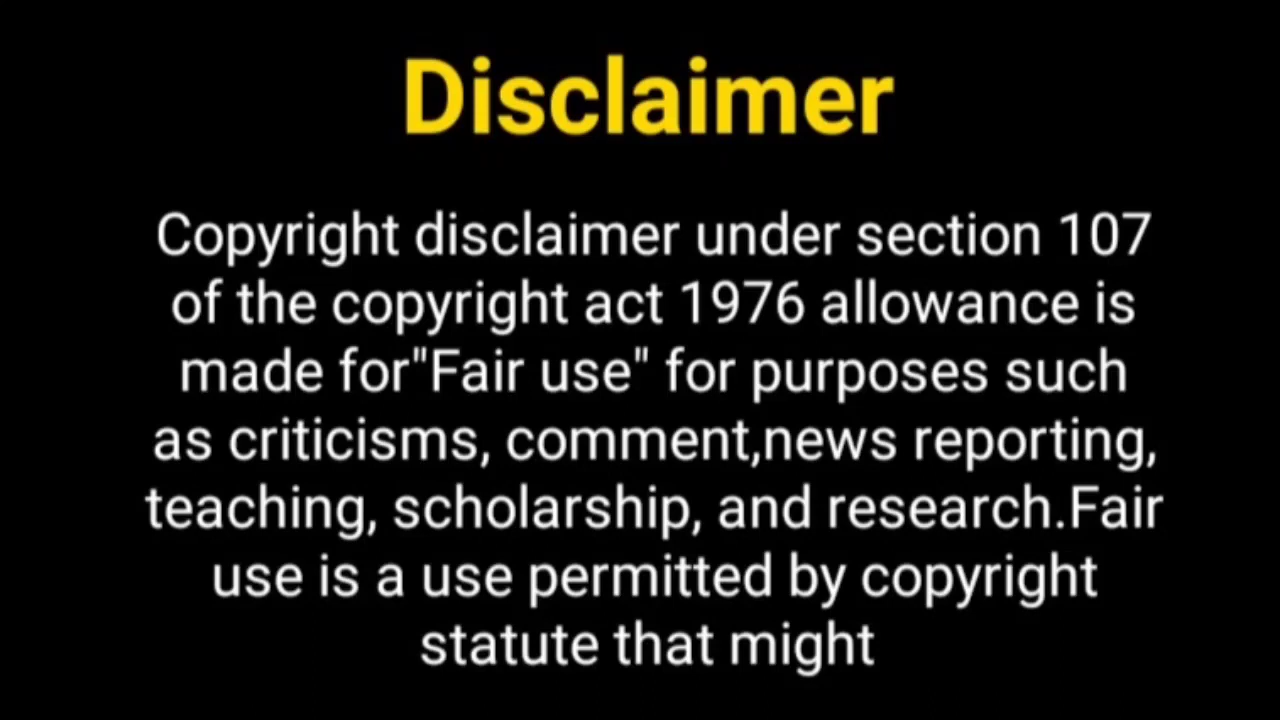 Disclaimer
Copyright disclaimer under section 107
of the copyright act 1976 allowance is
made for"Fair use" for purposes such
as criticisms, comment,news reporting,
teaching, scholarship, and research.Fair
use is a use permitted by copyright
statute that might